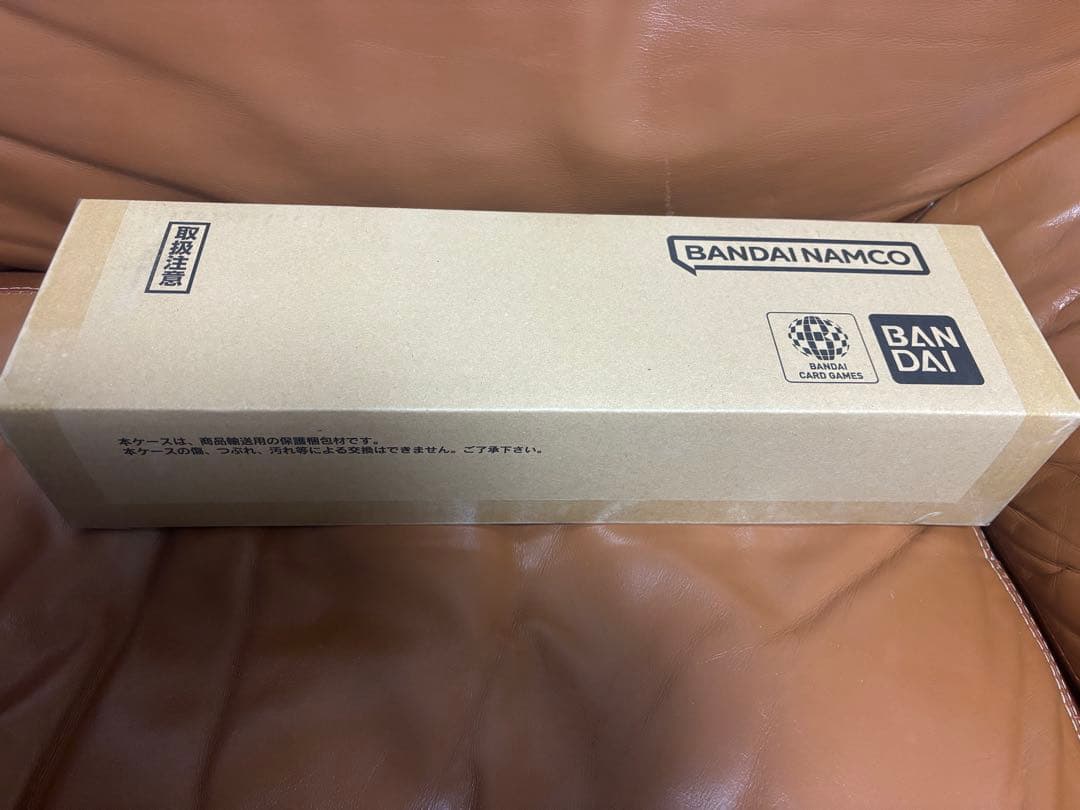 取扱注意
BANDAI NAMCO
BANDAI
CARD GAMES
BAN
DAI
本ケースは、商品輸送用の保護梱包材です。
本ケースの傷、つぶれ、汚れ等による交換はできません。ご了承下さい。